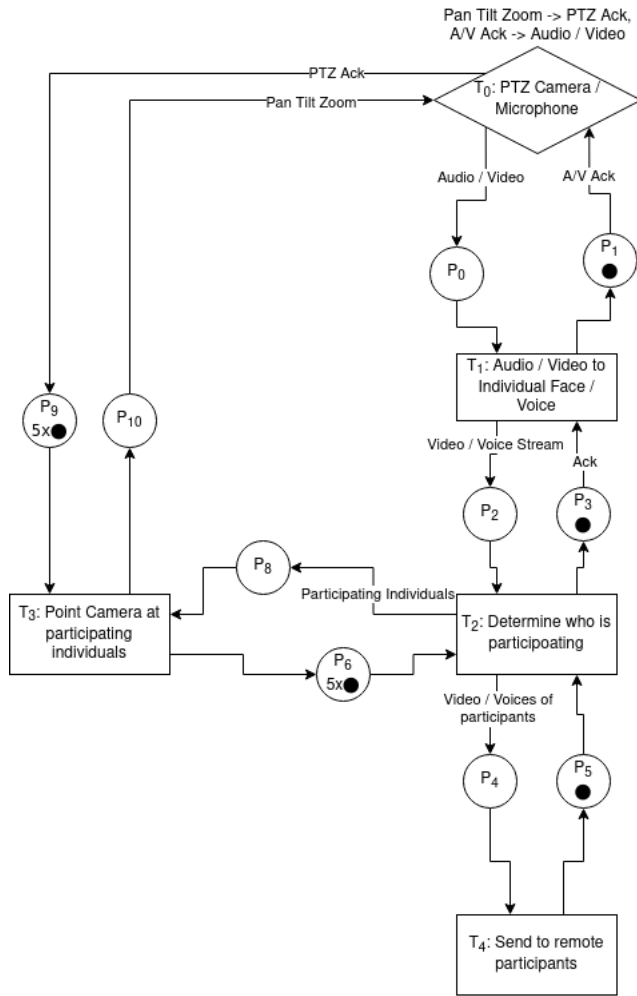 Pan Tilt Zoom -> PTZ Ack,
A/V Ack -> Audio / Video
PTZ Ack
T0: PTZ Camera /
Microphone
Pan Tilt Zoom
Audio / Video
A/V Ack
P0
P1
T1: Audio / Video to
Individual Face /
Voice
P9
5x
P10
Video / Voice Stream
Ack
P2
P3
P8
Participating Individuals
T3: Point Camera at
participating
individuals
T2: Determine who is
participoating
P6
5x
Video / Voices of
participants
P4
P5
T4: Send to remote
participants